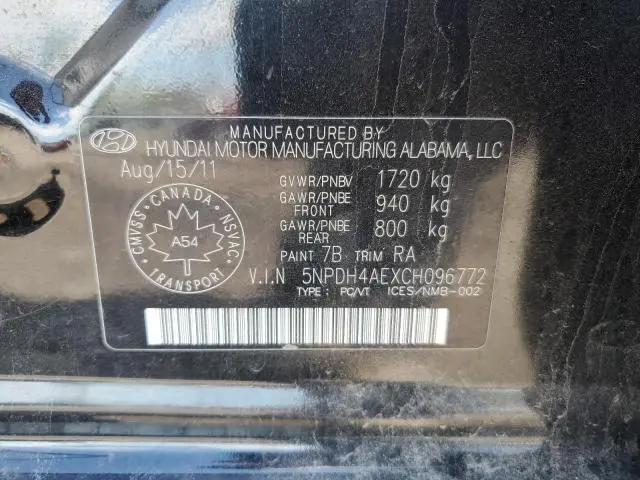 MANUFACTURED BY
HYUNDAI MOTOR MANUFACTURING ALABAMA, LLC
Aug/15/11
GVWR/PNBV 1720 kg
GAWR/PNBE FRONT 940 kg
GAWR/PNBE REAR 800 kg
PAINT 7B TRIM RA
CANADA
CMVSS NSVAC
A54
TRANSPORT
V.I.N 5NPDH4AEXCH096772
TYPE : PC/VT ICES/NMB-002